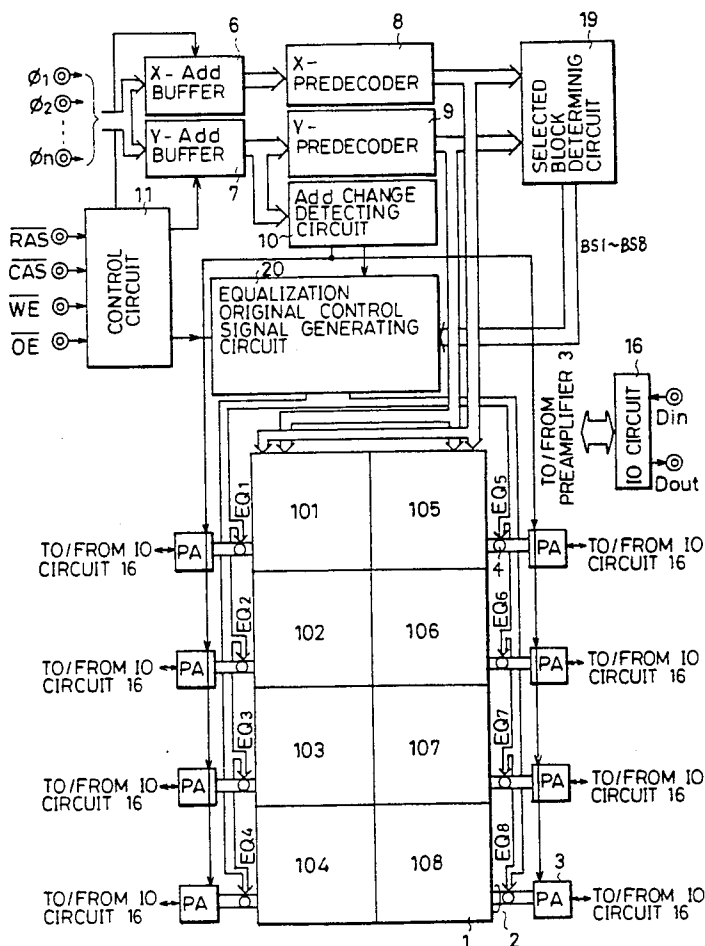 6
8
19
X- Add
BUFFER
X-
PREDECODER
SELECTED
BLOCK
DETERMINIG
CIRCUIT
Ø1
Ø2
Øn
Y- Add
BUFFER
7
Y-
PREDECODER
9
11
Add CHANGE
DETECTING
CIRCUIT
10
RAS
CAS
WE
OE
CONTROL
CIRCUIT
BS1~BS8
20
EQUALIZATION
ORIGINAL CONTROL
SIGNAL GENERATING
CIRCUIT
TO/FROM
PREAMPLIFIER 3
16
IO CIRCUIT
Din
Dout
EQ1
101
105
EQ5
TO/FROM IO
CIRCUIT 16
PA
4
PA
TO/FROM IO
CIRCUIT 16
EQ2
102
106
EQ6
TO/FROM IO
CIRCUIT 16
PA
PA
TO/FROM IO
CIRCUIT 16
EQ3
103
107
EQ7
TO/FROM IO
CIRCUIT 16
PA
PA
TO/FROM IO
CIRCUIT 16
EQ4
104
108
EQ8
3
TO/FROM IO
CIRCUIT 16
PA
PA
TO/FROM IO
CIRCUIT 16
1
2